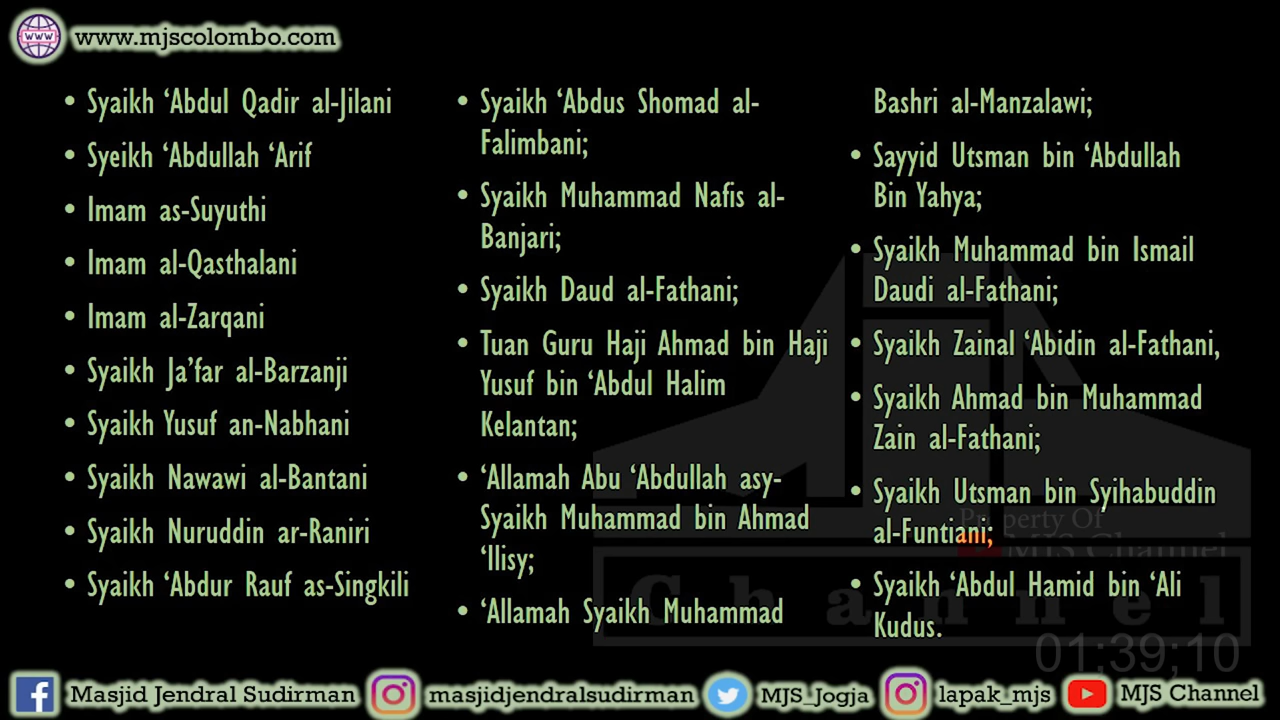 www.mjscolombo.com
• Syaikh ‘Abdul Qadir al-Jilani
• Syeikh ‘Abdullah ‘Arif
• Imam as-Suyuthi
• Imam al-Qasthalani
• Imam al-Zarqani
• Syaikh Ja’far al-Barzanji
• Syaikh Yusuf an-Nabhani
• Syaikh Nawawi al-Bantani
• Syaikh Nuruddin ar-Raniri
• Syaikh ‘Abdur Rauf as-Singkili
• Syaikh ‘Abdus Shomad al-
Falimbani;
• Syaikh Muhammad Nafis al-
Banjari;
• Syaikh Daud al-Fathani;
• Tuan Guru Haji Ahmad bin Haji
Yusuf bin ‘Abdul Halim
Kelantan;
• ‘Allamah Abu ‘Abdullah asy-
Syaikh Muhammad bin Ahmad
‘Ilisy;
• ‘Allamah Syaikh Muhammad
Bashri al-Manzalawi;
• Sayyid Utsman bin ‘Abdullah
Bin Yahya;
• Syaikh Muhammad bin Ismail
Daudi al-Fathani;
• Syaikh Zainal ‘Abidin al-Fathani,
• Syaikh Ahmad bin Muhammad
Zain al-Fathani;
• Syaikh Utsman bin Syihabuddin
al-Funtiani;
• Syaikh ‘Abdul Hamid bin ‘Ali
Kudus.
Property Of
MJS Channel
Channel
01;39;10
Masjid Jendral Sudirman
masjidjendralsudirman
MJS_Jogja
lapak_mjs
MJS Channel